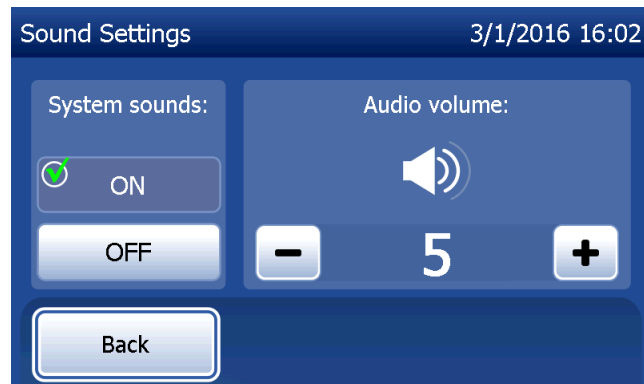 Sound Settings
3/1/2016 16:02
System sounds:
ON
OFF
Audio volume:
− 5 +
Back